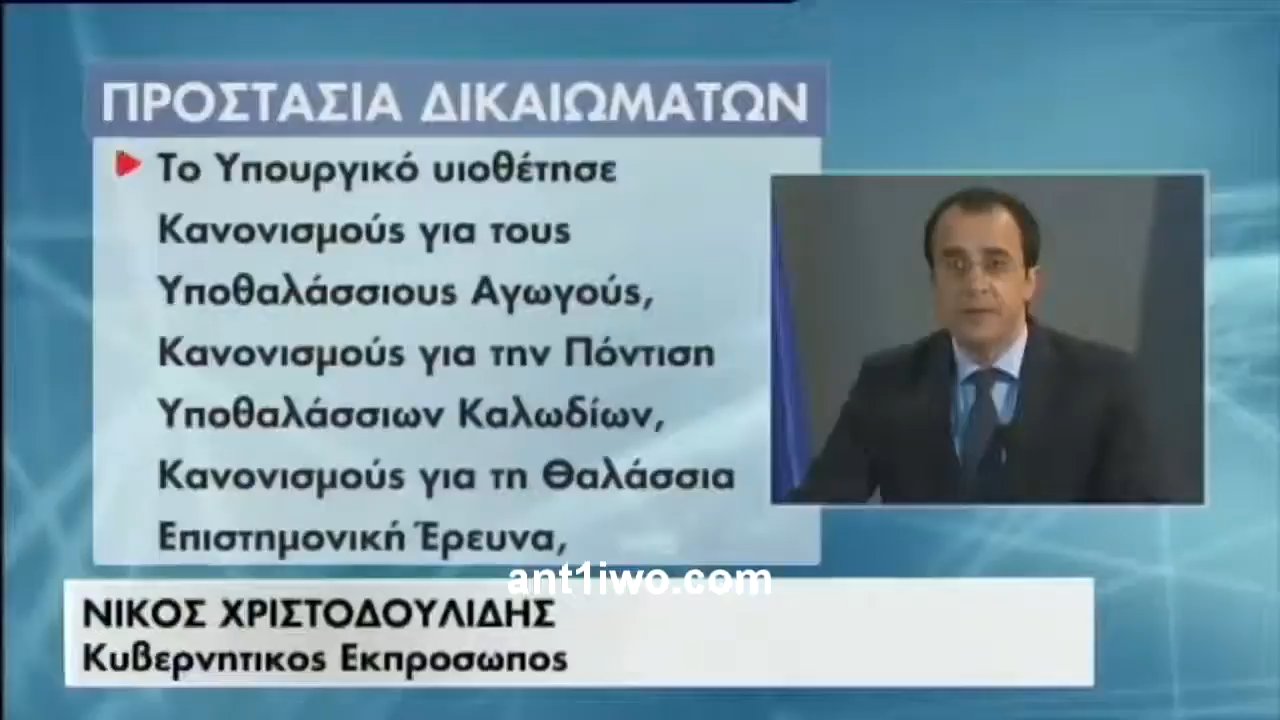 ΠΡΟΣΤΑΣΙΑ ΔΙΚΑΙΩΜΑΤΩΝ
Το Υπουργικό υιοθέτησε
Κανονισμούς για τους
Υποθαλάσσιους Αγωγούς,
Κανονισμούς για την Πόντιση
Υποθαλάσσιων Καλωδίων,
Κανονισμούς για τη Θαλάσσια
Επιστημονική Έρευνα,
ant1iwo.com
ΝΙΚΟΣ ΧΡΙΣΤΟΔΟΥΛΙΔΗΣ
Κυβερνητικος Εκπροσωπος